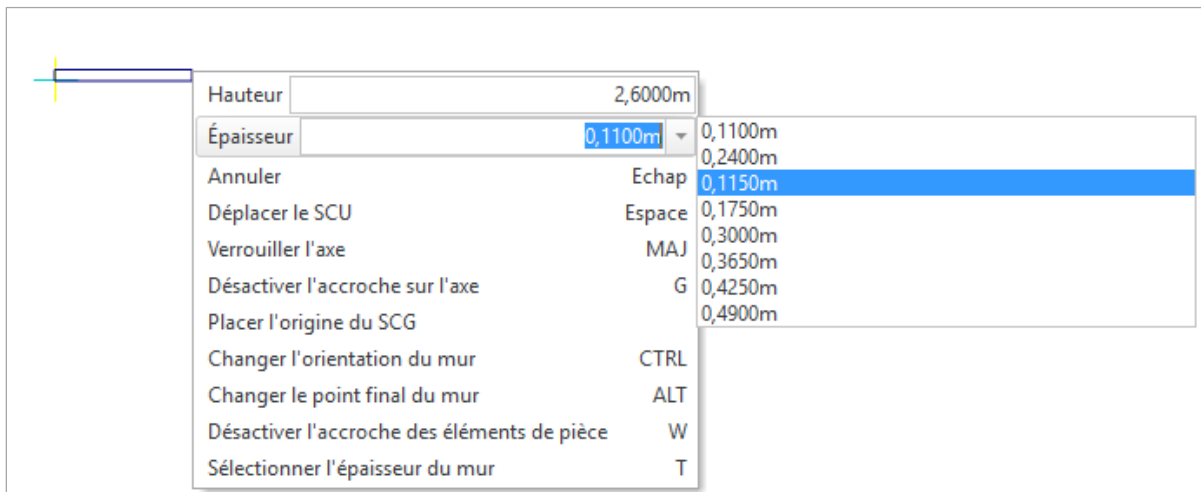 Hauteur 2,6000m
Épaisseur 0,1100m
0,1100m
0,2400m
0,1150m
0,1750m
0,3000m
0,3650m
0,4250m
0,4900m
Annuler Echap
Déplacer le SCU Espace
Verrouiller l'axe MAJ
Désactiver l'accroche sur l'axe G
Placer l'origine du SCG
Changer l'orientation du mur CTRL
Changer le point final du mur ALT
Désactiver l'accroche des éléments de pièce W
Sélectionner l'épaisseur du mur T